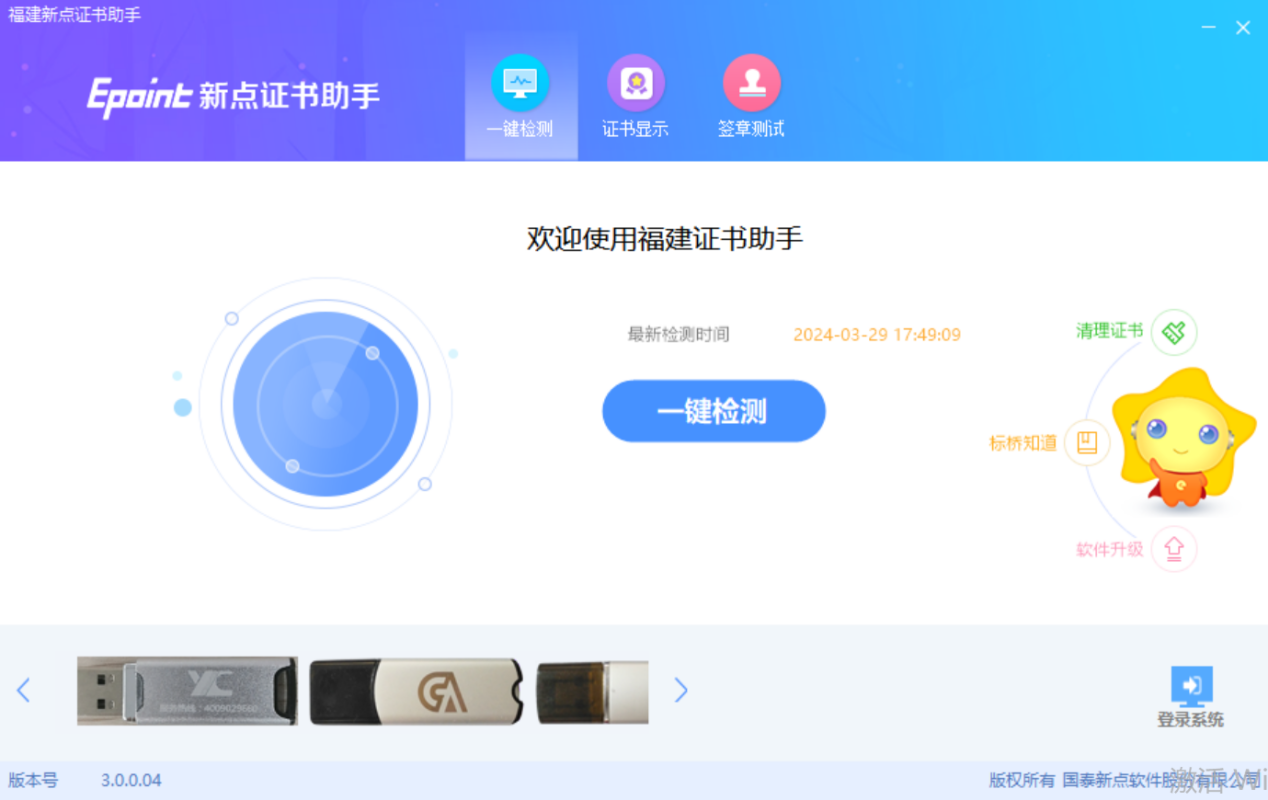 福建新点证书助手
Epoint 新点证书助手
一键检测
证书显示
签章测试
欢迎使用福建证书助手
最新检测时间 2024-03-29 17:49:09
一键检测
清理证书
标桥知道
软件升级
登录系统
版本号 3.0.0.04
版权所有 国泰新点软件股份有限公司
激活 Wi